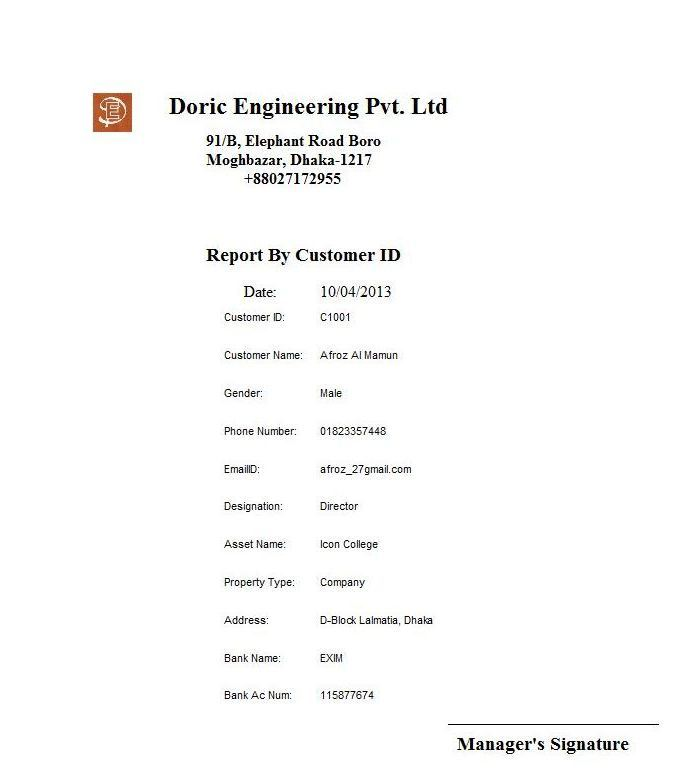 DE
Doric Engineering Pvt. Ltd
91/B, Elephant Road Boro
Moghbazar, Dhaka-1217
+88027172955
Report By Customer ID
Date: 10/04/2013
Customer ID: C1001
Customer Name: Afroz Al Mamun
Gender: Male
Phone Number: 01823357448
EmailID: afroz_27gmail.com
Designation: Director
Asset Name: Icon College
Property Type: Company
Address: D-Block Lalmatia, Dhaka
Bank Name: EXIM
Bank Ac Num: 115877674
Manager's Signature